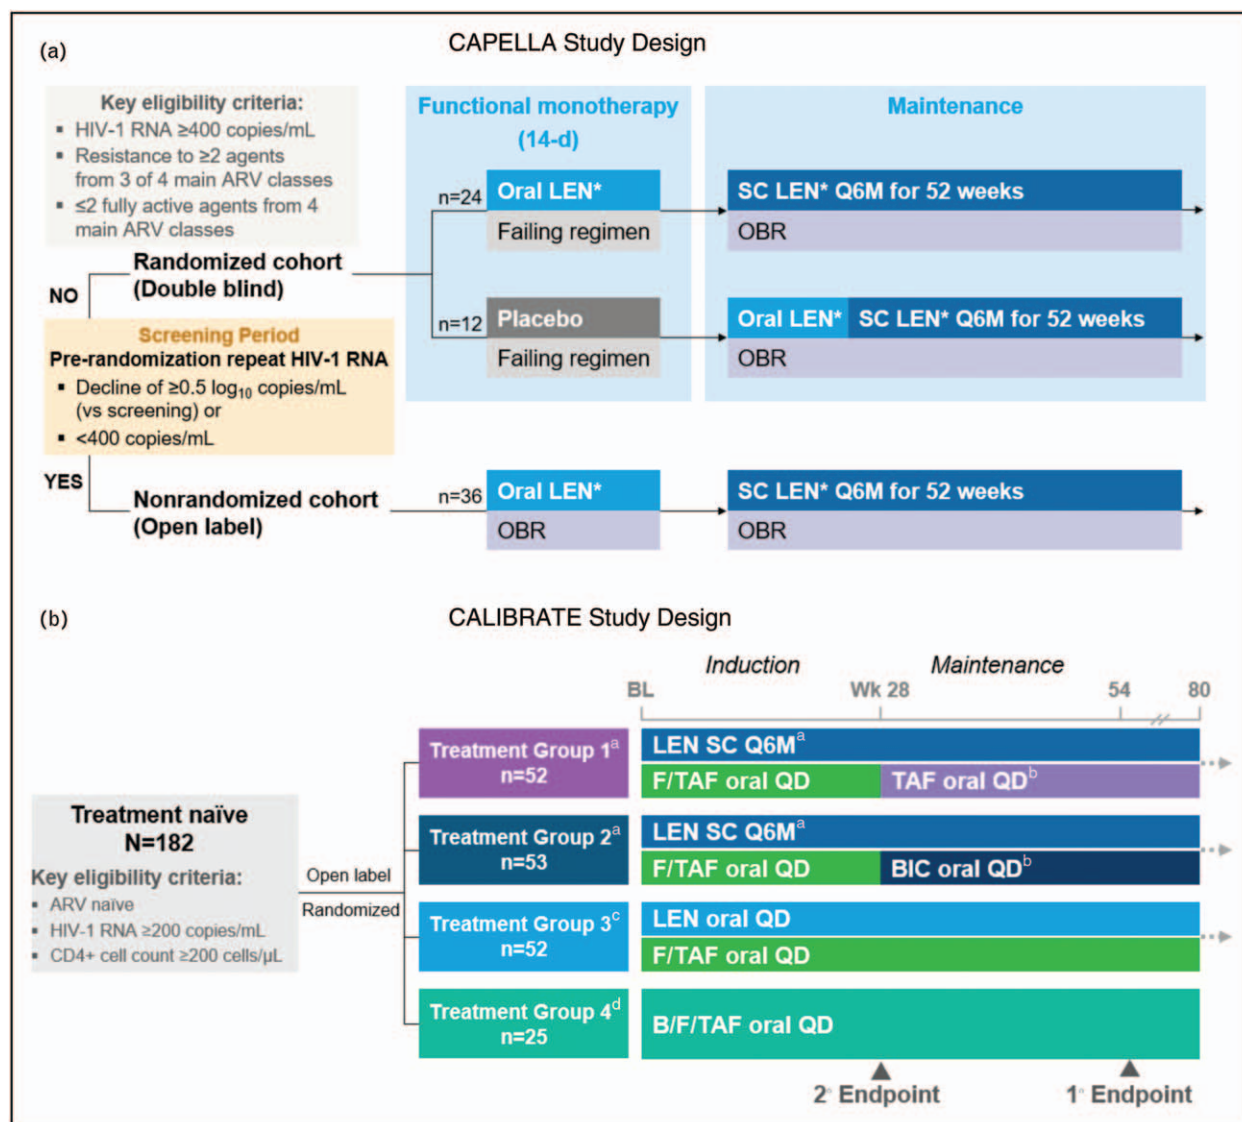 (a)
CAPELLA Study Design
Key eligibility criteria:
▪ HIV-1 RNA ≥400 copies/mL
▪ Resistance to ≥2 agents
from 3 of 4 main ARV classes
▪ ≤2 fully active agents from 4
main ARV classes
Functional monotherapy
(14-d)
Maintenance
n=24
Oral LEN*
Failing regimen
SC LEN* Q6M for 52 weeks
OBR
Randomized cohort
(Double blind)
NO
n=12
Placebo
Failing regimen
Oral LEN*
SC LEN* Q6M for 52 weeks
OBR
Screening Period
Pre-randomization repeat HIV-1 RNA
▪ Decline of ≥0.5 log₁₀ copies/mL
(vs screening) or
▪ <400 copies/mL
YES
Nonrandomized cohort
(Open label)
n=36
Oral LEN*
OBR
SC LEN* Q6M for 52 weeks
OBR
(b)
CALIBRATE Study Design
Induction
Maintenance
BL
Wk 28
54
80
Treatment naïve
N=182
Key eligibility criteria:
▪ ARV naïve
▪ HIV-1 RNA ≥200 copies/mL
▪ CD4+ cell count ≥200 cells/µL
Open label
Randomized
Treatment Group 1ᵃ
n=52
LEN SC Q6Mᵃ
F/TAF oral QD
TAF oral QDᵇ
Treatment Group 2ᵃ
n=53
LEN SC Q6Mᵃ
F/TAF oral QD
BIC oral QDᵇ
Treatment Group 3ᶜ
n=52
LEN oral QD
F/TAF oral QD
Treatment Group 4ᵈ
n=25
B/F/TAF oral QD
2° Endpoint
1° Endpoint